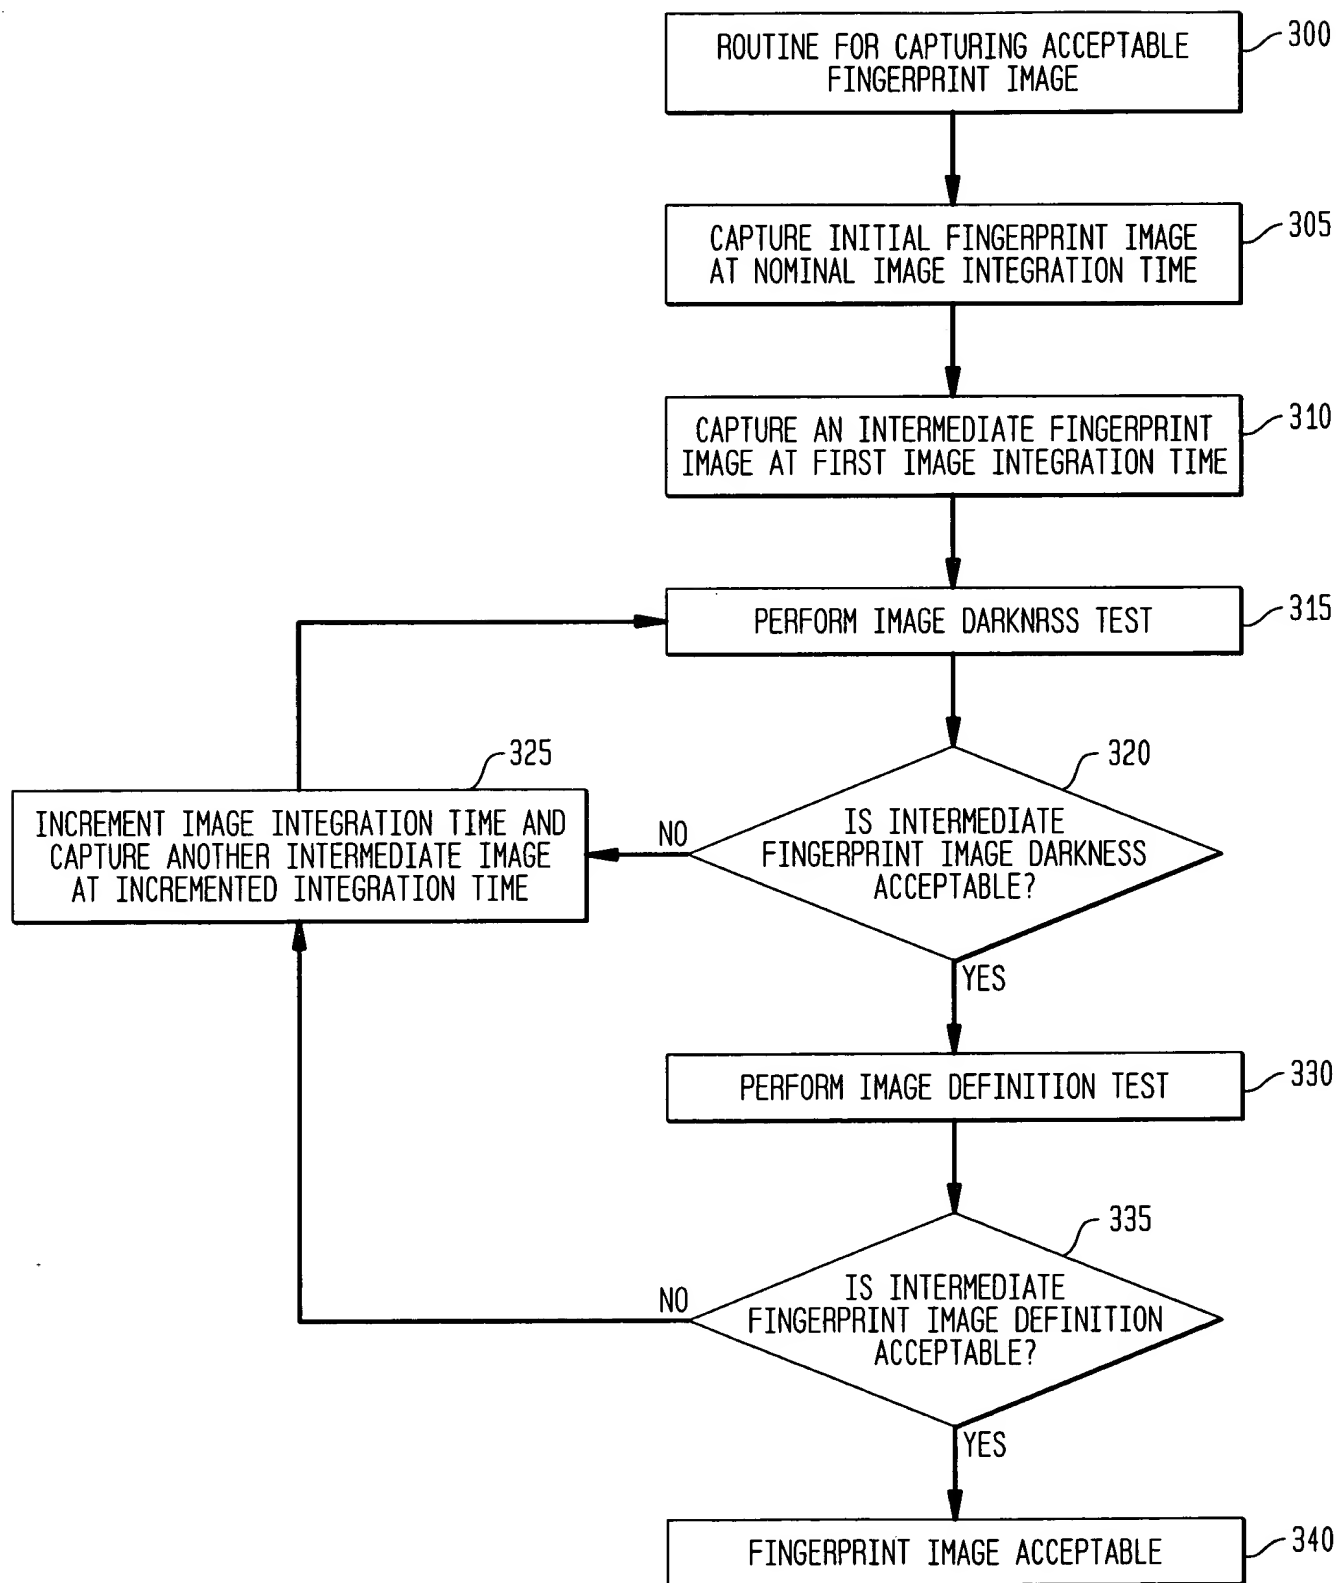 ROUTINE FOR CAPTURING ACCEPTABLE
FINGERPRINT IMAGE
300
CAPTURE INITIAL FINGERPRINT IMAGE
AT NOMINAL IMAGE INTEGRATION TIME
305
CAPTURE AN INTERMEDIATE FINGERPRINT
IMAGE AT FIRST IMAGE INTEGRATION TIME
310
PERFORM IMAGE DARKNRSS TEST
315
320
IS INTERMEDIATE
FINGERPRINT IMAGE DARKNESS
ACCEPTABLE?
NO
325
INCREMENT IMAGE INTEGRATION TIME AND
CAPTURE ANOTHER INTERMEDIATE IMAGE
AT INCREMENTED INTEGRATION TIME
YES
PERFORM IMAGE DEFINITION TEST
330
335
IS INTERMEDIATE
FINGERPRINT IMAGE DEFINITION
ACCEPTABLE?
NO
YES
FINGERPRINT IMAGE ACCEPTABLE
340